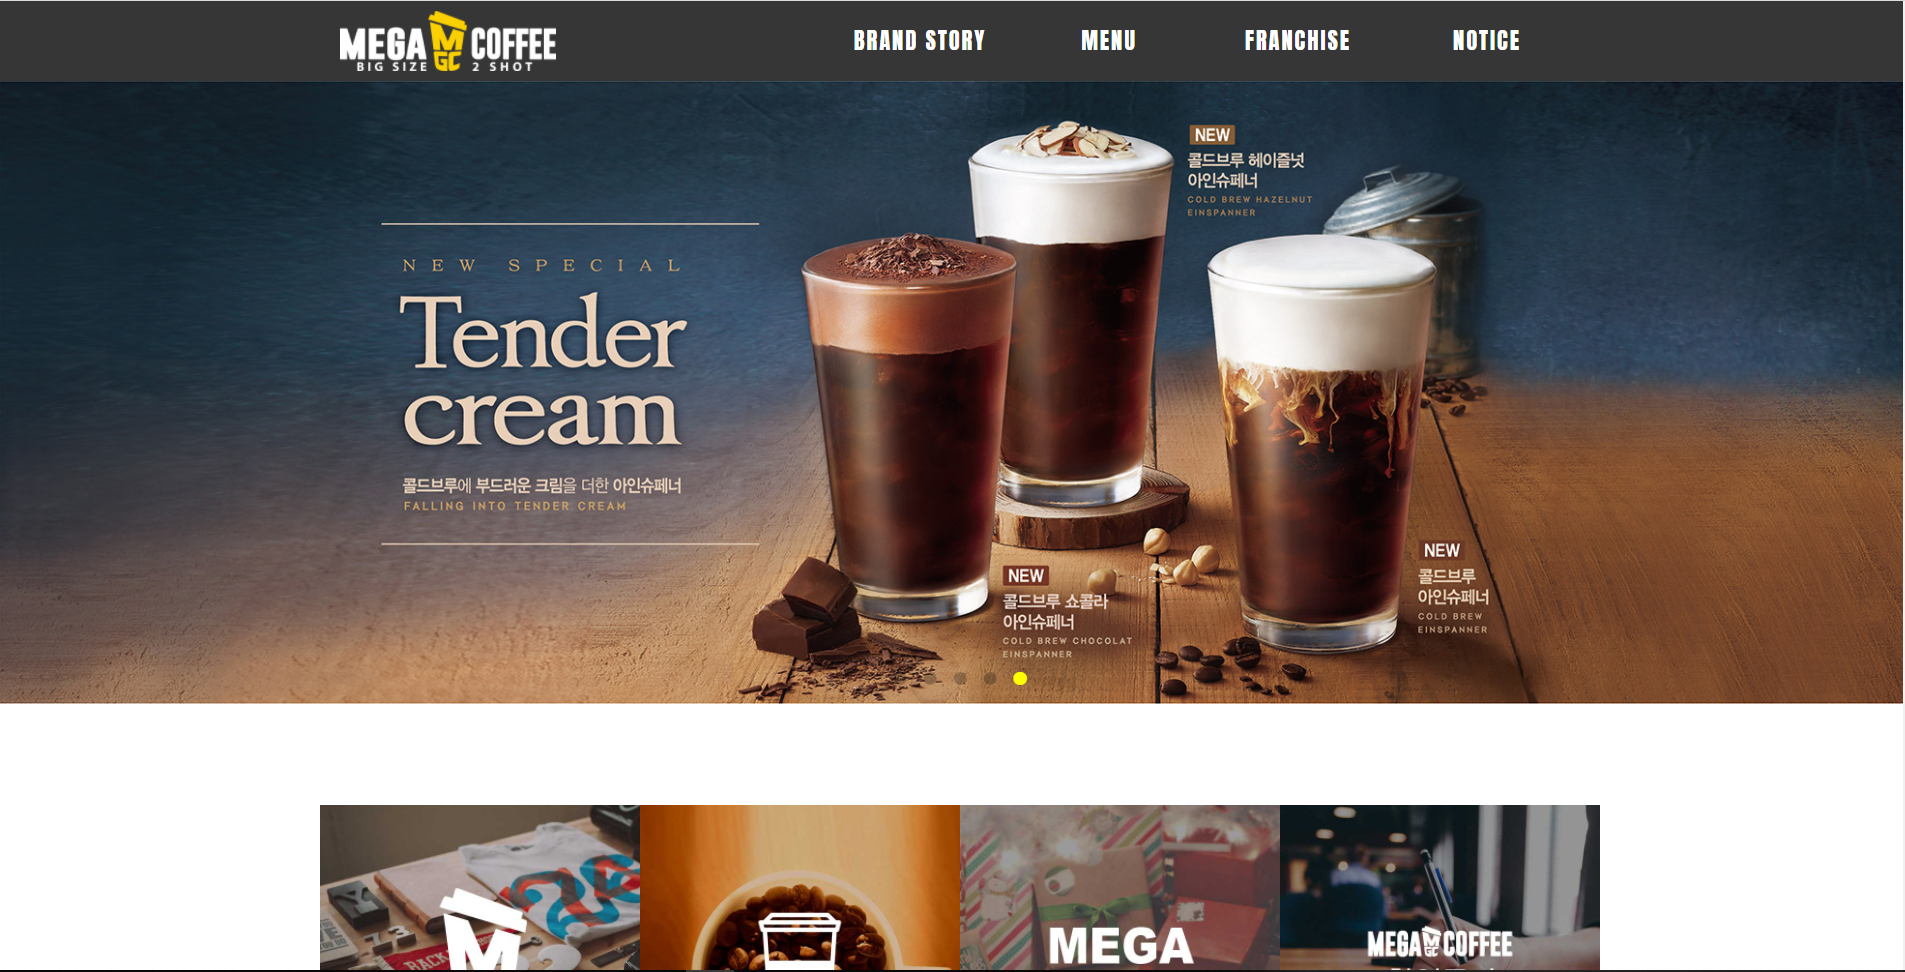 MEGA M COFFEE
GC
BIG SIZE 2 SHOT
BRAND STORY
MENU
FRANCHISE
NOTICE
NEW SPECIAL
Tender
cream
콜드브루에 부드러운 크림을 더한 아인슈페너
FALLING INTO TENDER CREAM
NEW
콜드브루 헤이즐넛
아인슈페너
COLD BREW HAZELNUT
EINSPANNER
NEW
콜드브루 쇼콜라
아인슈페너
COLD BREW CHOCOLAT
EINSPANNER
NEW
콜드브루
아인슈페너
COLD BREW
EINSPANNER
M
BACK
MEGA
MEGA M COFFEE